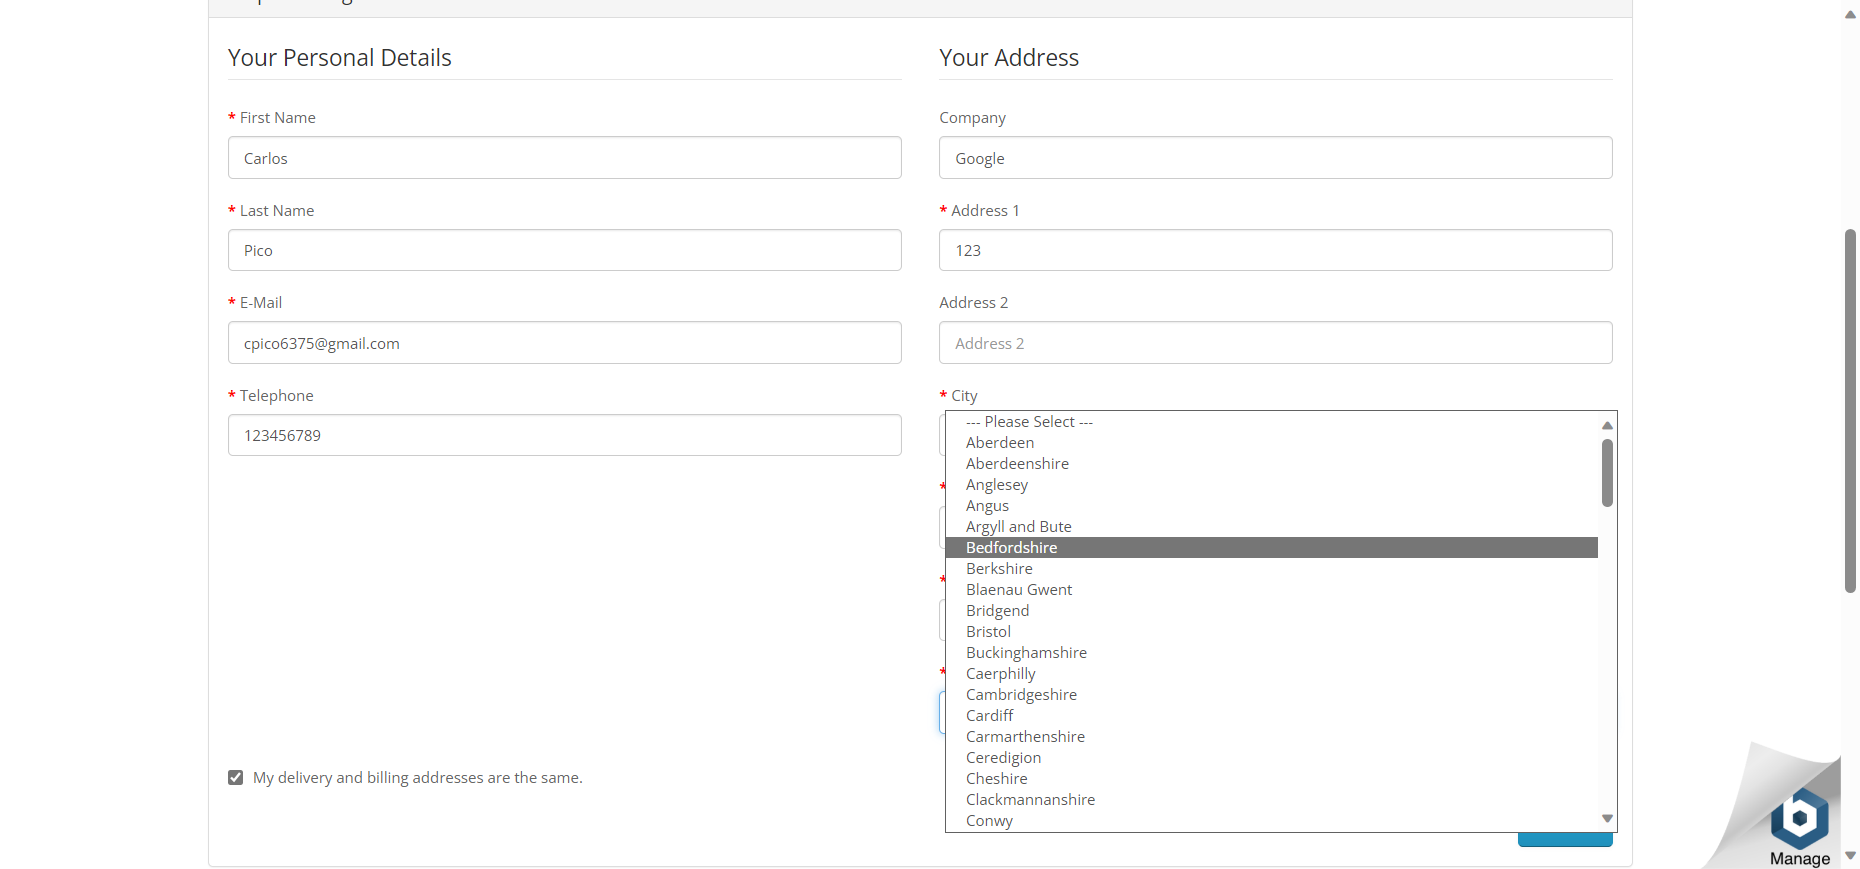 Your Personal Details
* First Name
Carlos
* Last Name
Pico
* E-Mail
cpico6375@gmail.com
* Telephone
123456789
Your Address
Company
Google
* Address 1
123
Address 2
Address 2
* City
--- Please Select ---
Aberdeen
Aberdeenshire
Anglesey
Angus
Argyll and Bute
Bedfordshire
Berkshire
Blaenau Gwent
Bridgend
Bristol
Buckinghamshire
Caerphilly
Cambridgeshire
Cardiff
Carmarthenshire
Ceredigion
Cheshire
Clackmannanshire
Conwy
*
*
*
My delivery and billing addresses are the same.
Manage